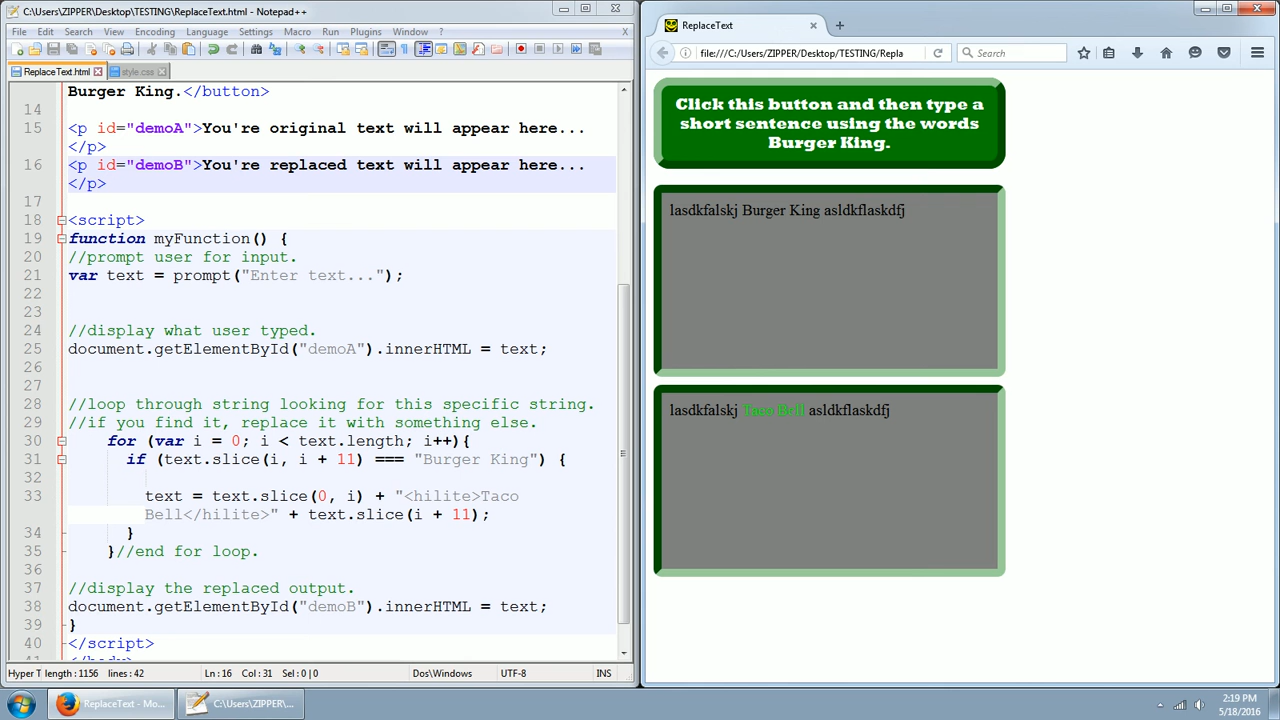 C:\Users\ZIPPER\Desktop\TESTING\ReplaceText.html - Notepad++
File Edit Search View Encoding Language Settings Macro Run Plugins Window ? X
ReplaceText.html style.css
Burger King.</button>
14
15 <p id="demoA">You're original text will appear here...
</p>
16 <p id="demoB">You're replaced text will appear here...
</p>
17
18 <script>
19 function myFunction() {
20 //prompt user for input.
21 var text = prompt("Enter text...");
22
23
24 //display what user typed.
25 document.getElementById("demoA").innerHTML = text;
26
27
28 //loop through string looking for this specific string.
29 //if you find it, replace it with something else.
30 for (var i = 0; i < text.length; i++){
31 if (text.slice(i, i + 11) === "Burger King") {
32
33 text = text.slice(0, i) + "<hilite>Taco
Bell</hilite>" + text.slice(i + 11);
34 }
35 }//end for loop.
36
37 //display the replaced output.
38 document.getElementById("demoB").innerHTML = text;
39 }
40 </script>
41 </body>
Hyper T length : 1156 lines : 42 Ln : 16 Col : 31 Sel : 0 | 0 Dos\Windows UTF-8 INS
ReplaceText
file:///C:/Users/ZIPPER/Desktop/TESTING/Repla
Search
Click this button and then type a
short sentence using the words
Burger King.
lasdkfalskj Burger King asldkflaskdfj
lasdkfalskj Taco Bell asldkflaskdfj
ReplaceText - Mo...
C:\Users\ZIPPER\De...
2:19 PM
5/18/2016